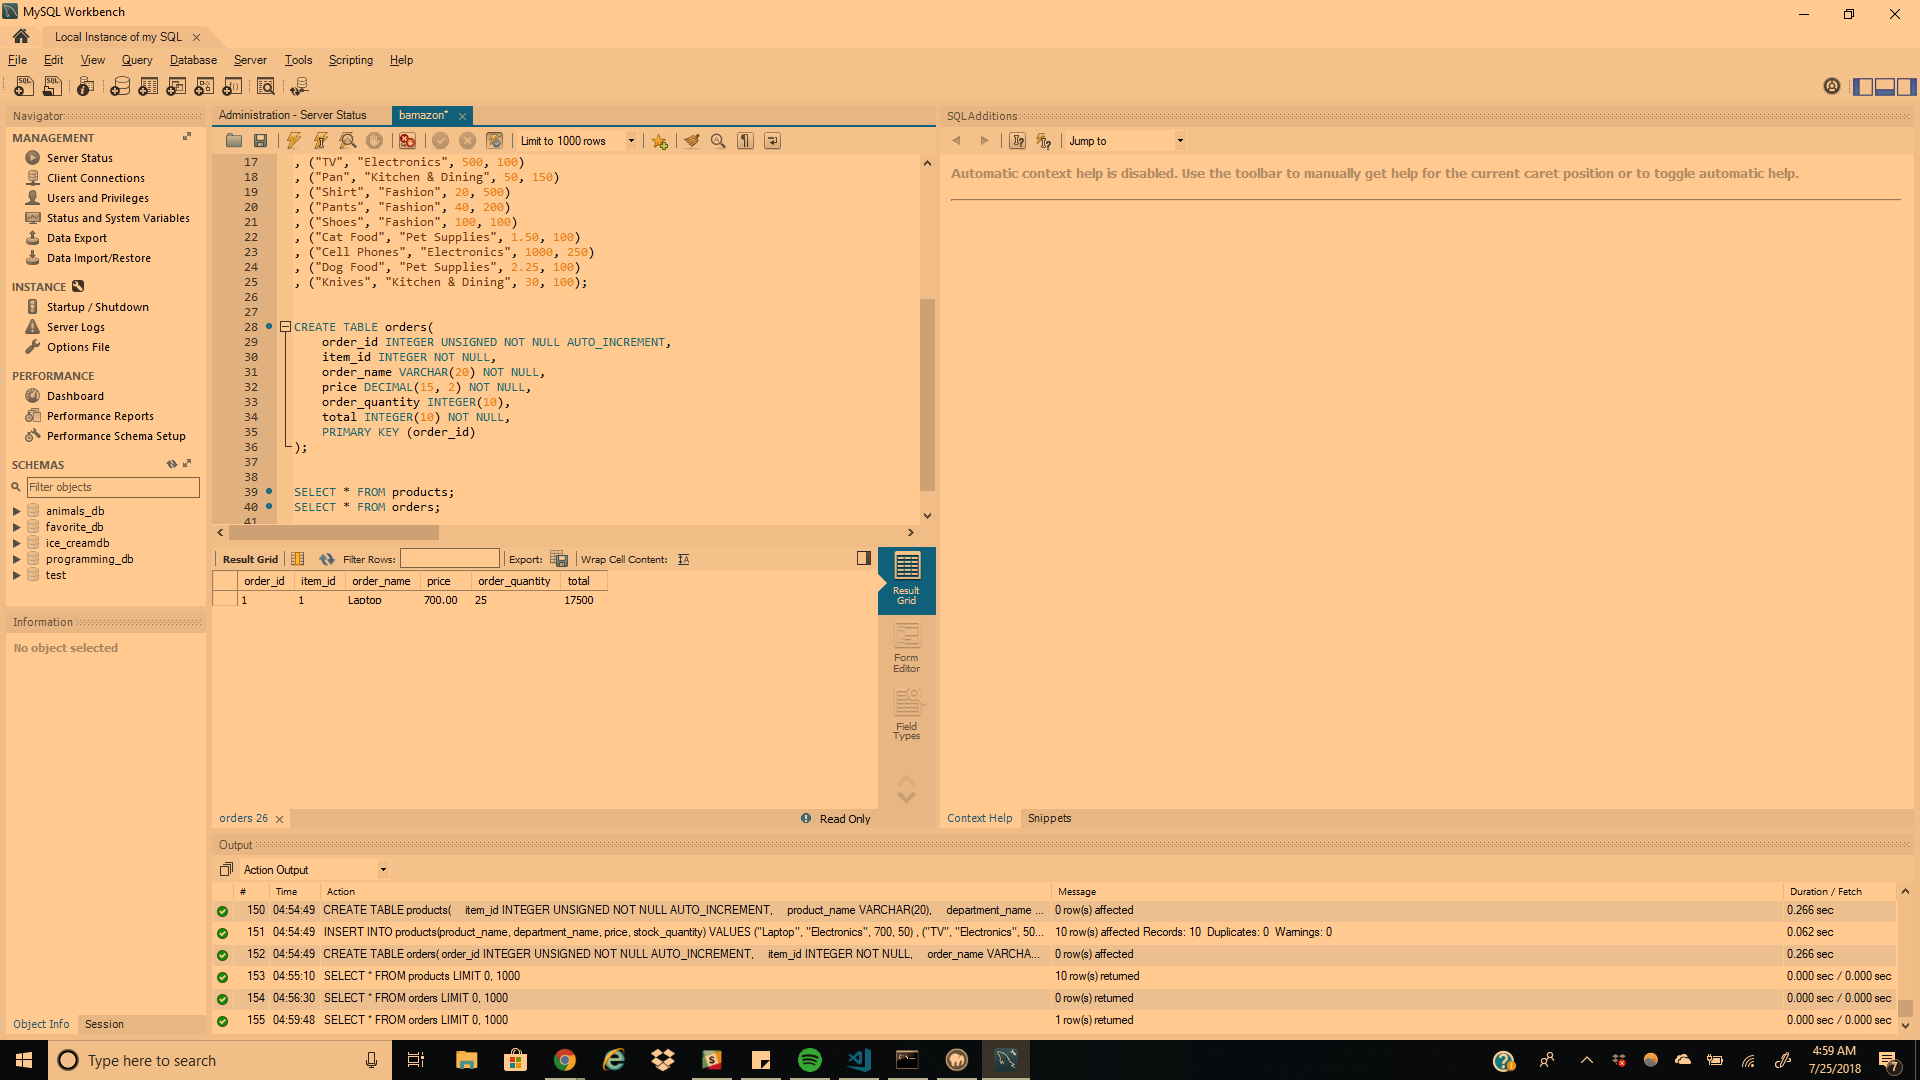 MySQL Workbench
Local Instance of my SQL
File Edit View Query Database Server Tools Scripting Help
Navigator
MANAGEMENT
Server Status
Client Connections
Users and Privileges
Status and System Variables
Data Export
Data Import/Restore
INSTANCE
Startup / Shutdown
Server Logs
Options File
PERFORMANCE
Dashboard
Performance Reports
Performance Schema Setup
SCHEMAS
Filter objects
animals_db
favorite_db
ice_creamdb
programming_db
test
Information
No object selected
Object Info Session
Administration - Server Status bamazon*
Limit to 1000 rows
17 , ("TV", "Electronics", 500, 100)
18 , ("Pan", "Kitchen & Dining", 50, 150)
19 , ("Shirt", "Fashion", 20, 500)
20 , ("Pants", "Fashion", 40, 200)
21 , ("Shoes", "Fashion", 100, 100)
22 , ("Cat Food", "Pet Supplies", 1.50, 100)
23 , ("Cell Phones", "Electronics", 1000, 250)
24 , ("Dog Food", "Pet Supplies", 2.25, 100)
25 , ("Knives", "Kitchen & Dining", 30, 100);
26
27
28 CREATE TABLE orders(
29 order_id INTEGER UNSIGNED NOT NULL AUTO_INCREMENT,
30 item_id INTEGER NOT NULL,
31 order_name VARCHAR(20) NOT NULL,
32 price DECIMAL(15, 2) NOT NULL,
33 order_quantity INTEGER(10),
34 total INTEGER(10) NOT NULL,
35 PRIMARY KEY (order_id)
36 );
37
38
39 SELECT * FROM products;
40 SELECT * FROM orders;
41
Result Grid Filter Rows: Export: Wrap Cell Content:
order_id item_id order_name price order_quantity total
1 1 Laptop 700.00 25 17500
Result Grid
Form Editor
Field Types
orders 26 Read Only
SQLAdditions
Jump to
Automatic context help is disabled. Use the toolbar to manually get help for the current caret position or to toggle automatic help.
Context Help Snippets
Output
Action Output
# Time Action Message Duration / Fetch
150 04:54:49 CREATE TABLE products( item_id INTEGER UNSIGNED NOT NULL AUTO_INCREMENT, product_name VARCHAR(20), department_name ... 0 row(s) affected 0.266 sec
151 04:54:49 INSERT INTO products(product_name, department_name, price, stock_quantity) VALUES ("Laptop", "Electronics", 700, 50) , ("TV", "Electronics", 50... 10 row(s) affected Records: 10 Duplicates: 0 Warnings: 0 0.062 sec
152 04:54:49 CREATE TABLE orders( order_id INTEGER UNSIGNED NOT NULL AUTO_INCREMENT, item_id INTEGER NOT NULL, order_name VARCHA... 0 row(s) affected 0.266 sec
153 04:55:10 SELECT * FROM products LIMIT 0, 1000 10 row(s) returned 0.000 sec / 0.000 sec
154 04:56:30 SELECT * FROM orders LIMIT 0, 1000 0 row(s) returned 0.000 sec / 0.000 sec
155 04:59:48 SELECT * FROM orders LIMIT 0, 1000 1 row(s) returned 0.000 sec / 0.000 sec
Type here to search
4:59 AM
7/25/2018
7